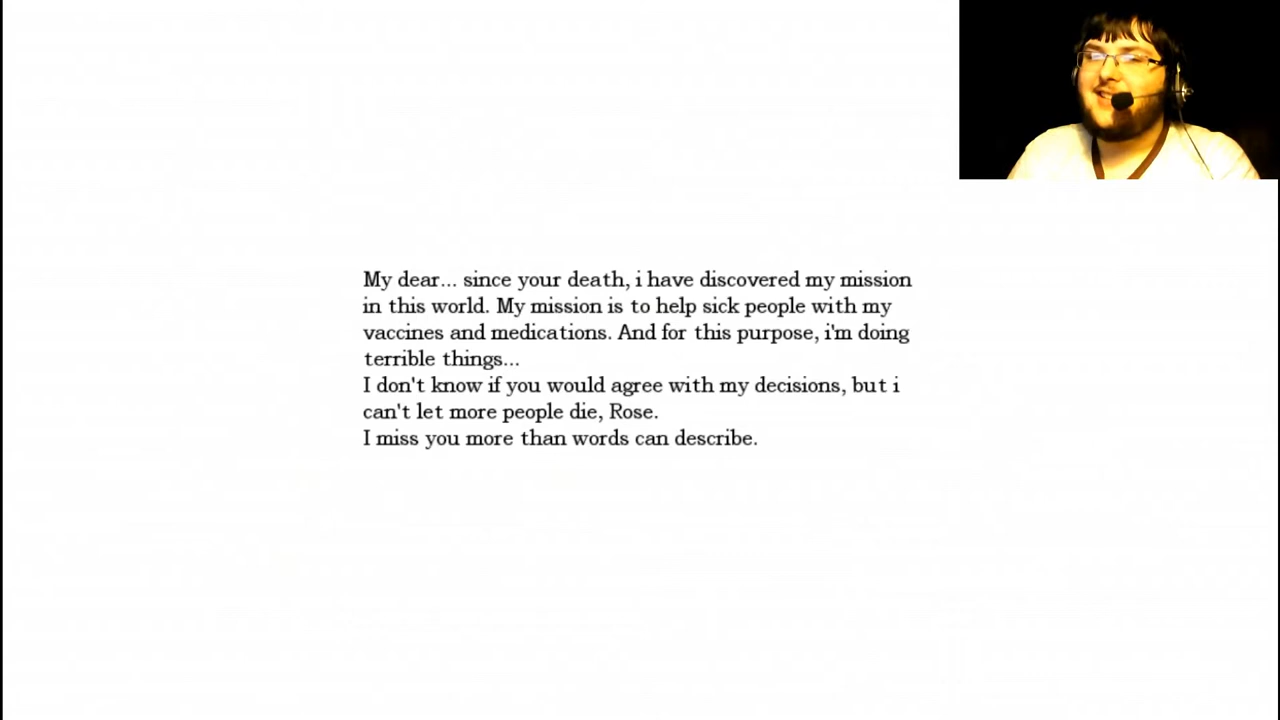 My dear... since your death, i have discovered my mission
in this world. My mission is to help sick people with my
vaccines and medications. And for this purpose, i'm doing
terrible things...
I don't know if you would agree with my decisions, but i
can't let more people die, Rose.
I miss you more than words can describe.